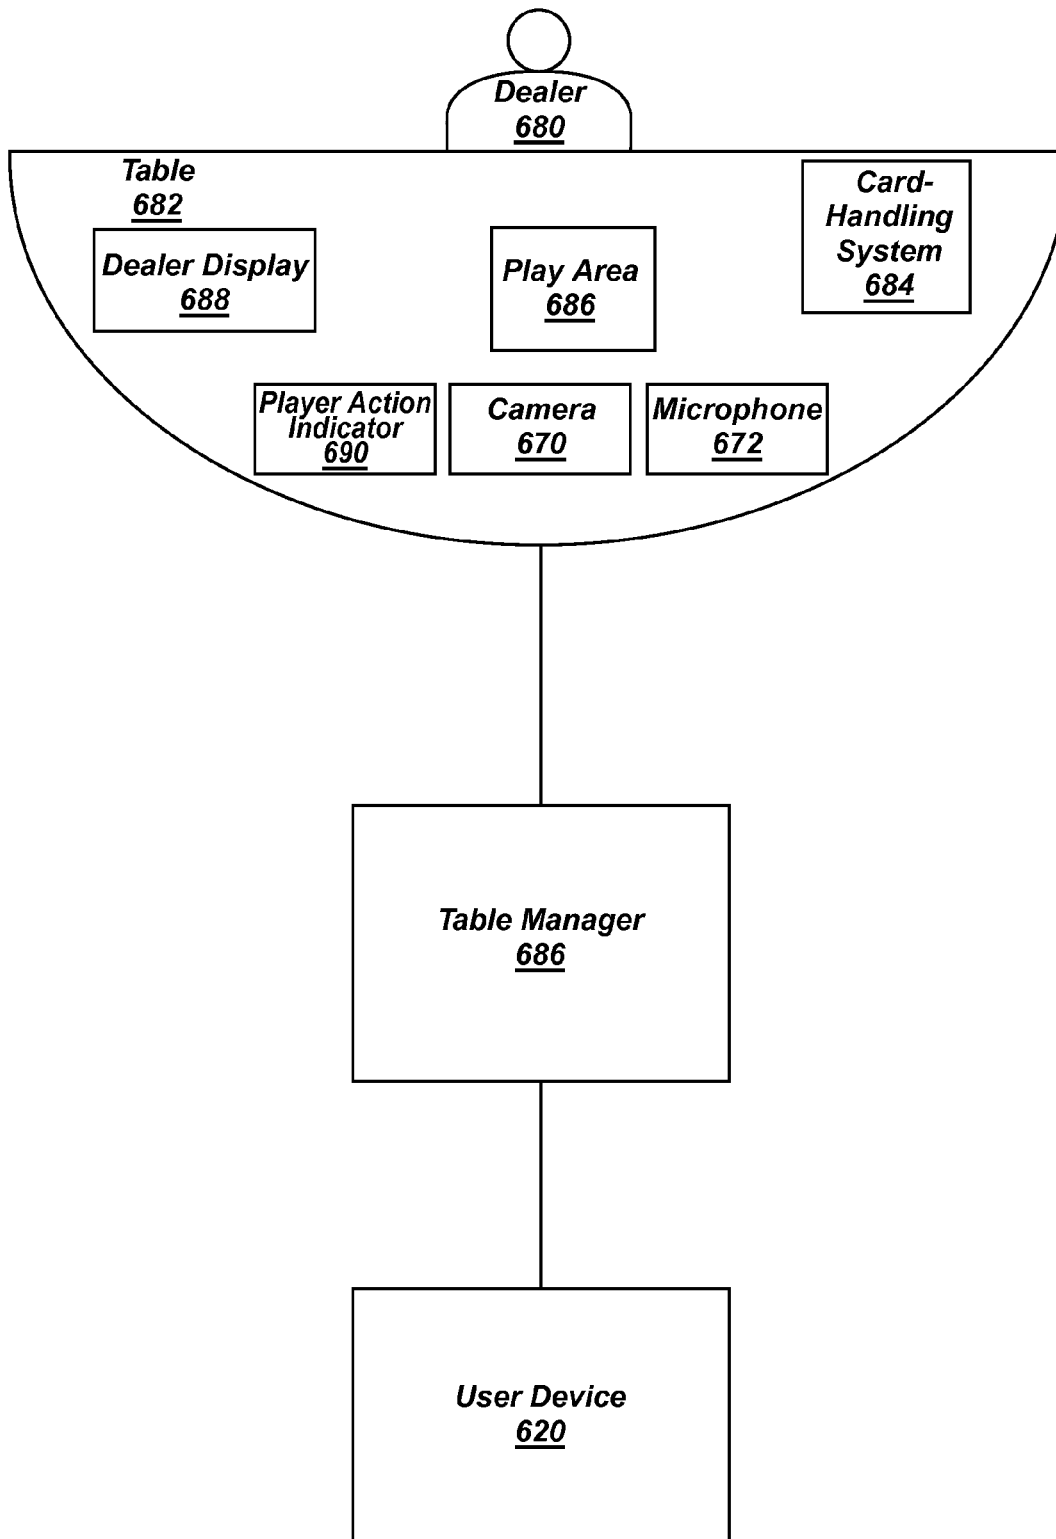 Dealer
680
Table
682
Card-
Handling
System
684
Dealer Display
688
Play Area
686
Player Action
Indicator
690
Camera
670
Microphone
672
Table Manager
686
User Device
620